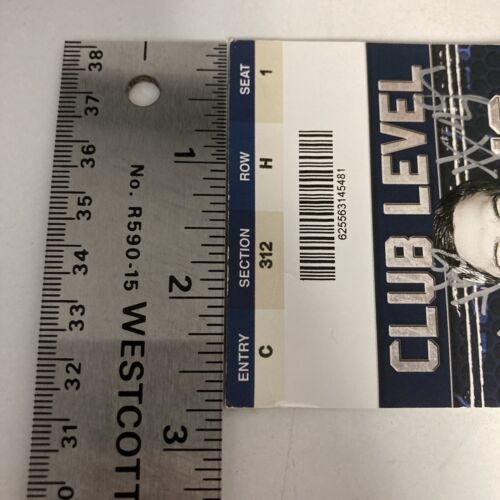 38
37
36
35
34
33
32
31
No. R590-15 WESTCOTT
1
2
3
SEAT 1
ROW H
SECTION 312
ENTRY C
625563145481
CLUB LEVEL